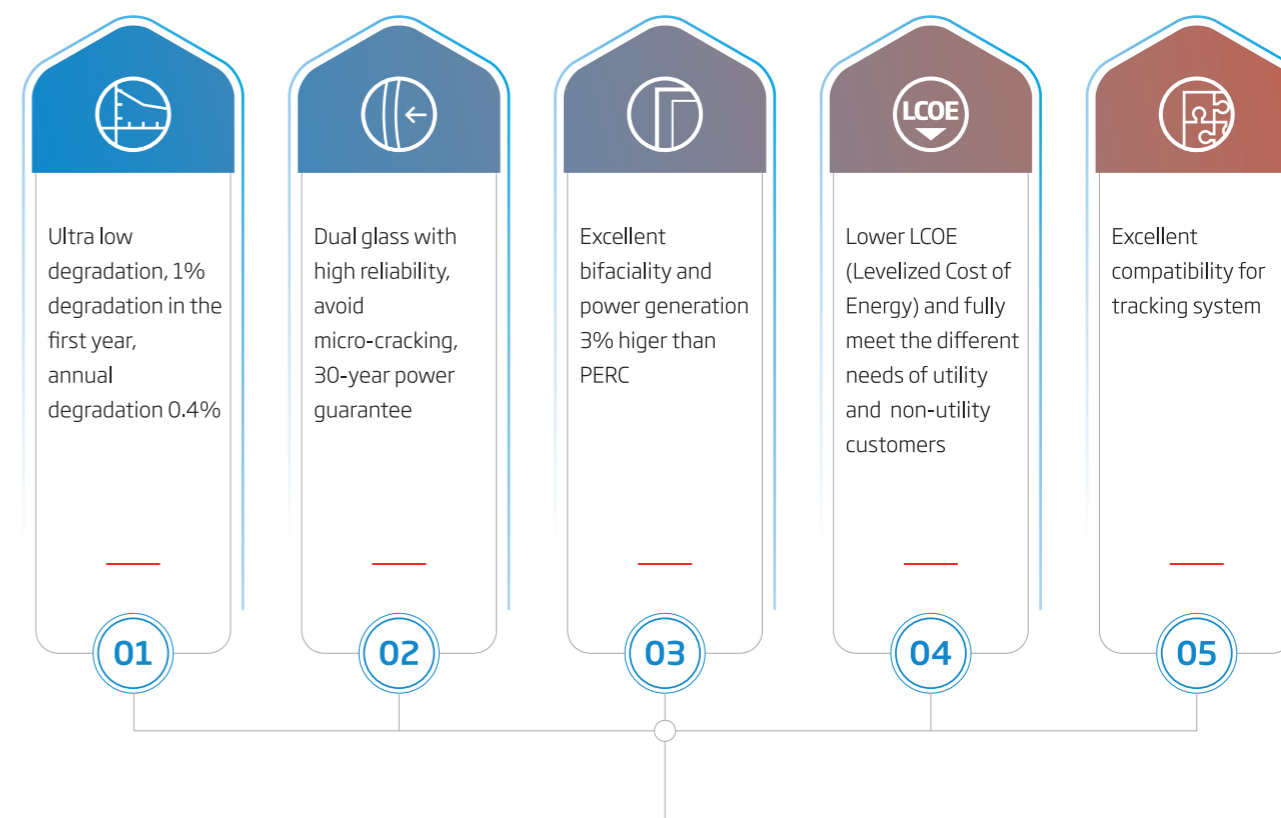 Ultra low
degradation, 1%
degradation in the
first year,
annual
degradation 0.4%
01
Dual glass with
high reliability,
avoid
micro-cracking,
30-year power
guarantee
02
Excellent
bifaciality and
power generation
3% higer than
PERC
03
LCOE
Lower LCOE
(Levelized Cost of
Energy) and fully
meet the different
needs of utility
and non-utility
customers
04
Excellent
compatibility for
tracking system
05